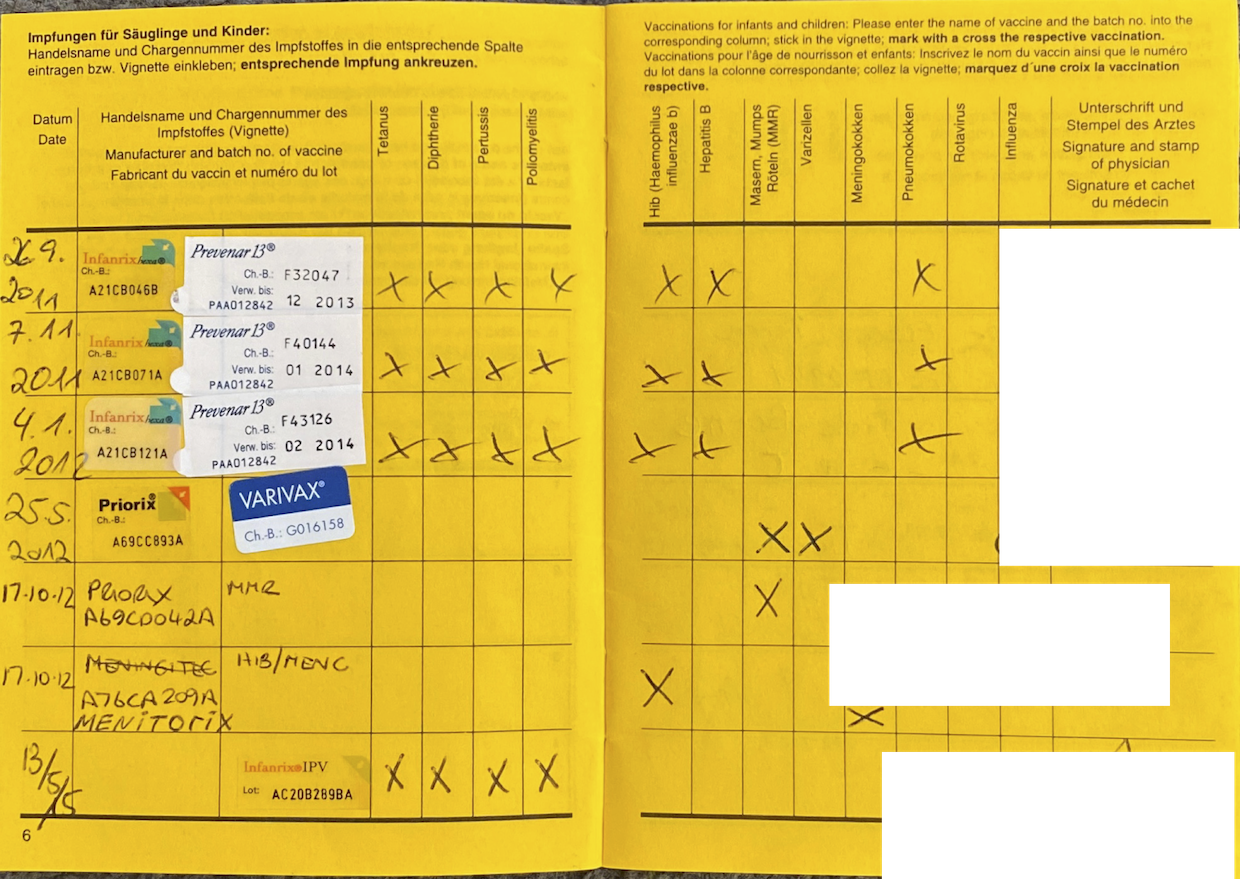 Impfungen für Säuglinge und Kinder:
Handelsname und Chargennummer des Impfstoffes in die entsprechende Spalte
eintragen bzw. Vignette einkleben; entsprechende Impfung ankreuzen.
Datum
Date
Handelsname und Chargennummer des
Impfstoffes (Vignette)
Manufacturer and batch no. of vaccine
Fabricant du vaccin et numéro du lot
Tetanus
Diphtherie
Pertussis
Poliomyelitis
Vaccinations for infants and children: Please enter the name of vaccine and the batch no. into the
corresponding column; stick in the vignette; mark with a cross the respective vaccination.
Vaccinations pour l'âge de nourrisson et enfants: Inscrivez le nom du vaccin ainsi que le numéro
du lot dans la colonne correspondante; collez la vignette; marquez d´une croix la vaccination
respective.
Hib (Haemophilus
influenzae b)
Hepatitis B
Masern, Mumps
Röteln (MMR)
Varizellen
Meningokokken
Pneumokokken
Rotavirus
Influenza
Unterschrift und
Stempel des Arztes
Signature and stamp
of physician
Signature et cachet
du médecin
9.
2011
Infanrix hexa®
Ch.-B.:
A21CB046B
Prevenar 13®
Ch.-B.: F32047
Verw. bis: 12 2013
PAA012842
X X X X X X X
7.11.
2011
Infanrix hexa®
Ch.-B.:
A21CB071A
Prevenar 13®
Ch.-B.: F40144
Verw. bis: 01 2014
PAA012842
X X X X X X X
4.1.
2012
Infanrix hexa®
Ch.-B.:
A21CB121A
Prevenar 13®
Ch.-B.: F43126
Verw. bis: 02 2014
PAA012842
X X X X X X X
25.5.
2012
Priorix®
Ch.-B.:
A69CC893A
VARIVAX®
Ch.-B.: G016158
X X
17.10.12
PRIORIX
A69CD042A
MMR
X
17.10.12
MENINGITEC
A76CA209A
MENITORIX
HIB/MENC
X X
13/5/15
Infanrix®IPV
Lot: AC20B289BA
X X X X
6